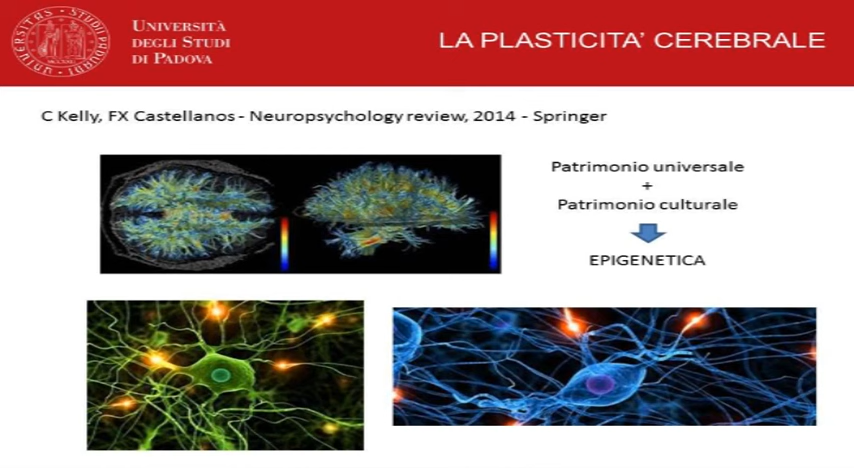 UNIVERSITÀ
DEGLI STUDI
DI PADOVA
LA PLASTICITA’ CEREBRALE
C Kelly, FX Castellanos - Neuropsychology review, 2014 - Springer
Patrimonio universale
+
Patrimonio culturale
EPIGENETICA